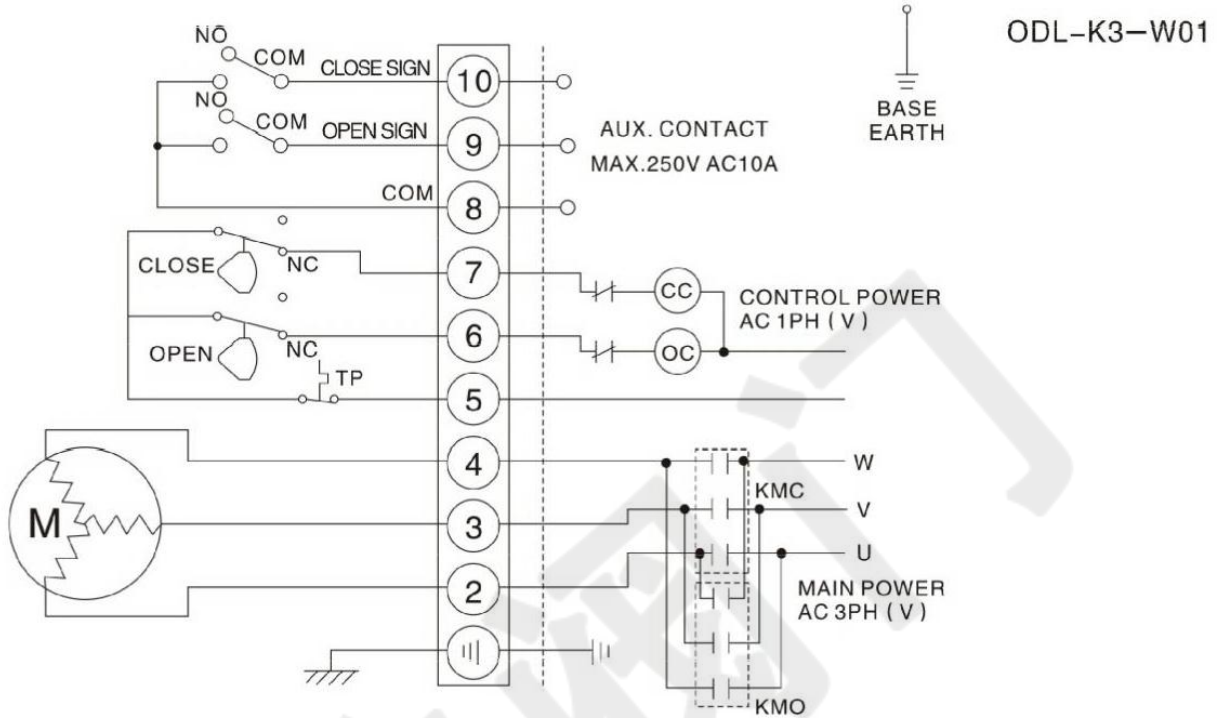 ODL-K3-W01
BASE
EARTH
NO
COM
CLOSE SIGN
10
NO
COM
OPEN SIGN
9
AUX. CONTACT
MAX.250V AC10A
COM
8
CLOSE
NC
7
CC
CONTROL POWER
AC 1PH ( V )
OPEN
NC
6
OC
TP
5
4
W
KMC
M
3
V
U
2
MAIN POWER
AC 3PH ( V )
KMO
阀门